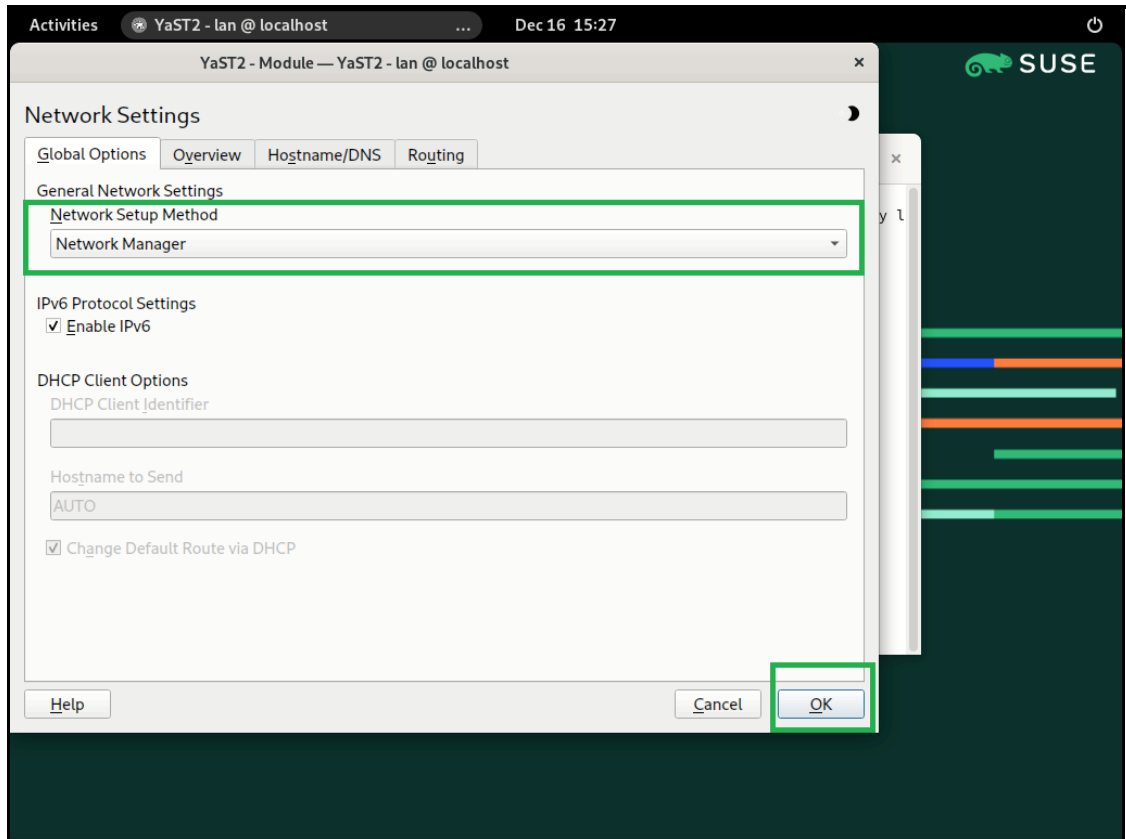 Activities YaST2 - lan @ localhost ... Dec 16 15:27
YaST2 - Module — YaST2 - lan @ localhost ×
SUSE
Network Settings
Global Options Overview Hostname/DNS Routing
×
General Network Settings
Network Setup Method
y l
Network Manager
IPv6 Protocol Settings
Enable IPv6
DHCP Client Options
DHCP Client Identifier
Hostname to Send
AUTO
Change Default Route via DHCP
Help Cancel OK